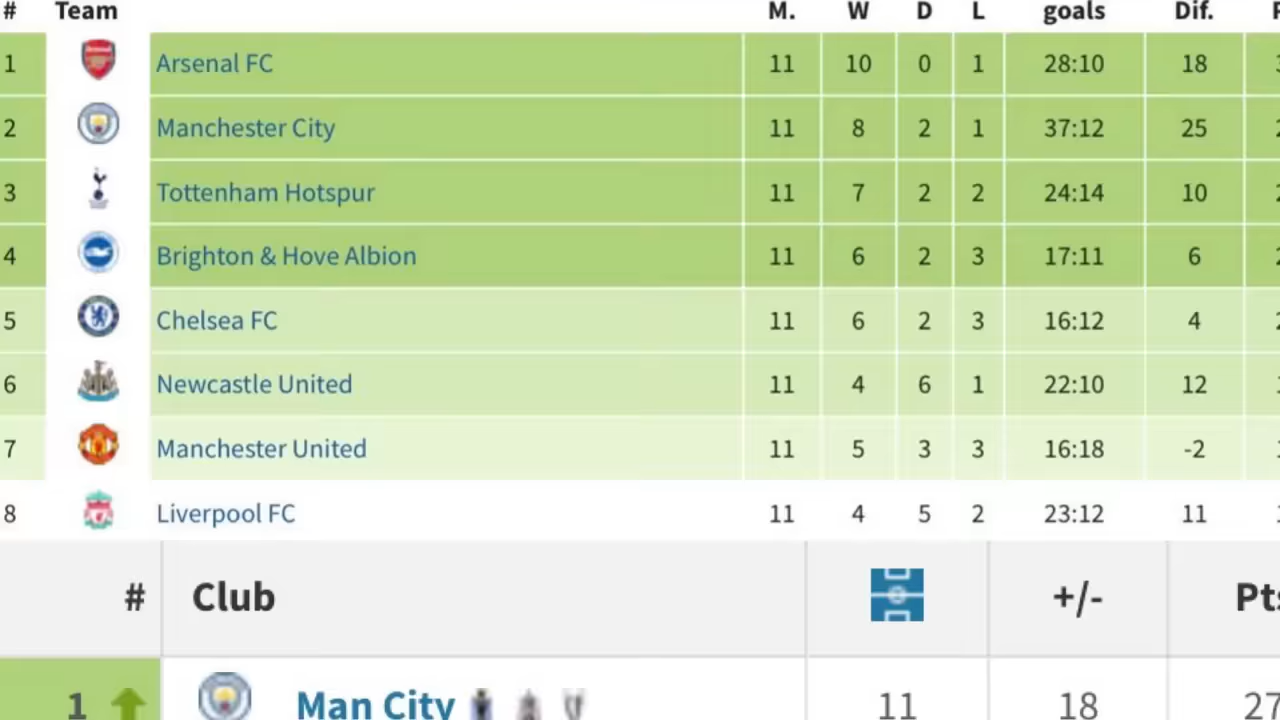 # Team M. W D L goals Dif.
1 Arsenal FC 11 10 0 1 28:10 18
2 Manchester City 11 8 2 1 37:12 25
3 Tottenham Hotspur 11 7 2 2 24:14 10
4 Brighton & Hove Albion 11 6 2 3 17:11 6
5 Chelsea FC 11 6 2 3 16:12 4
6 Newcastle United 11 4 6 1 22:10 12
7 Manchester United 11 5 3 3 16:18 -2
8 Liverpool FC 11 4 5 2 23:12 11
# Club +/- Pts
1 Man City 11 18 27